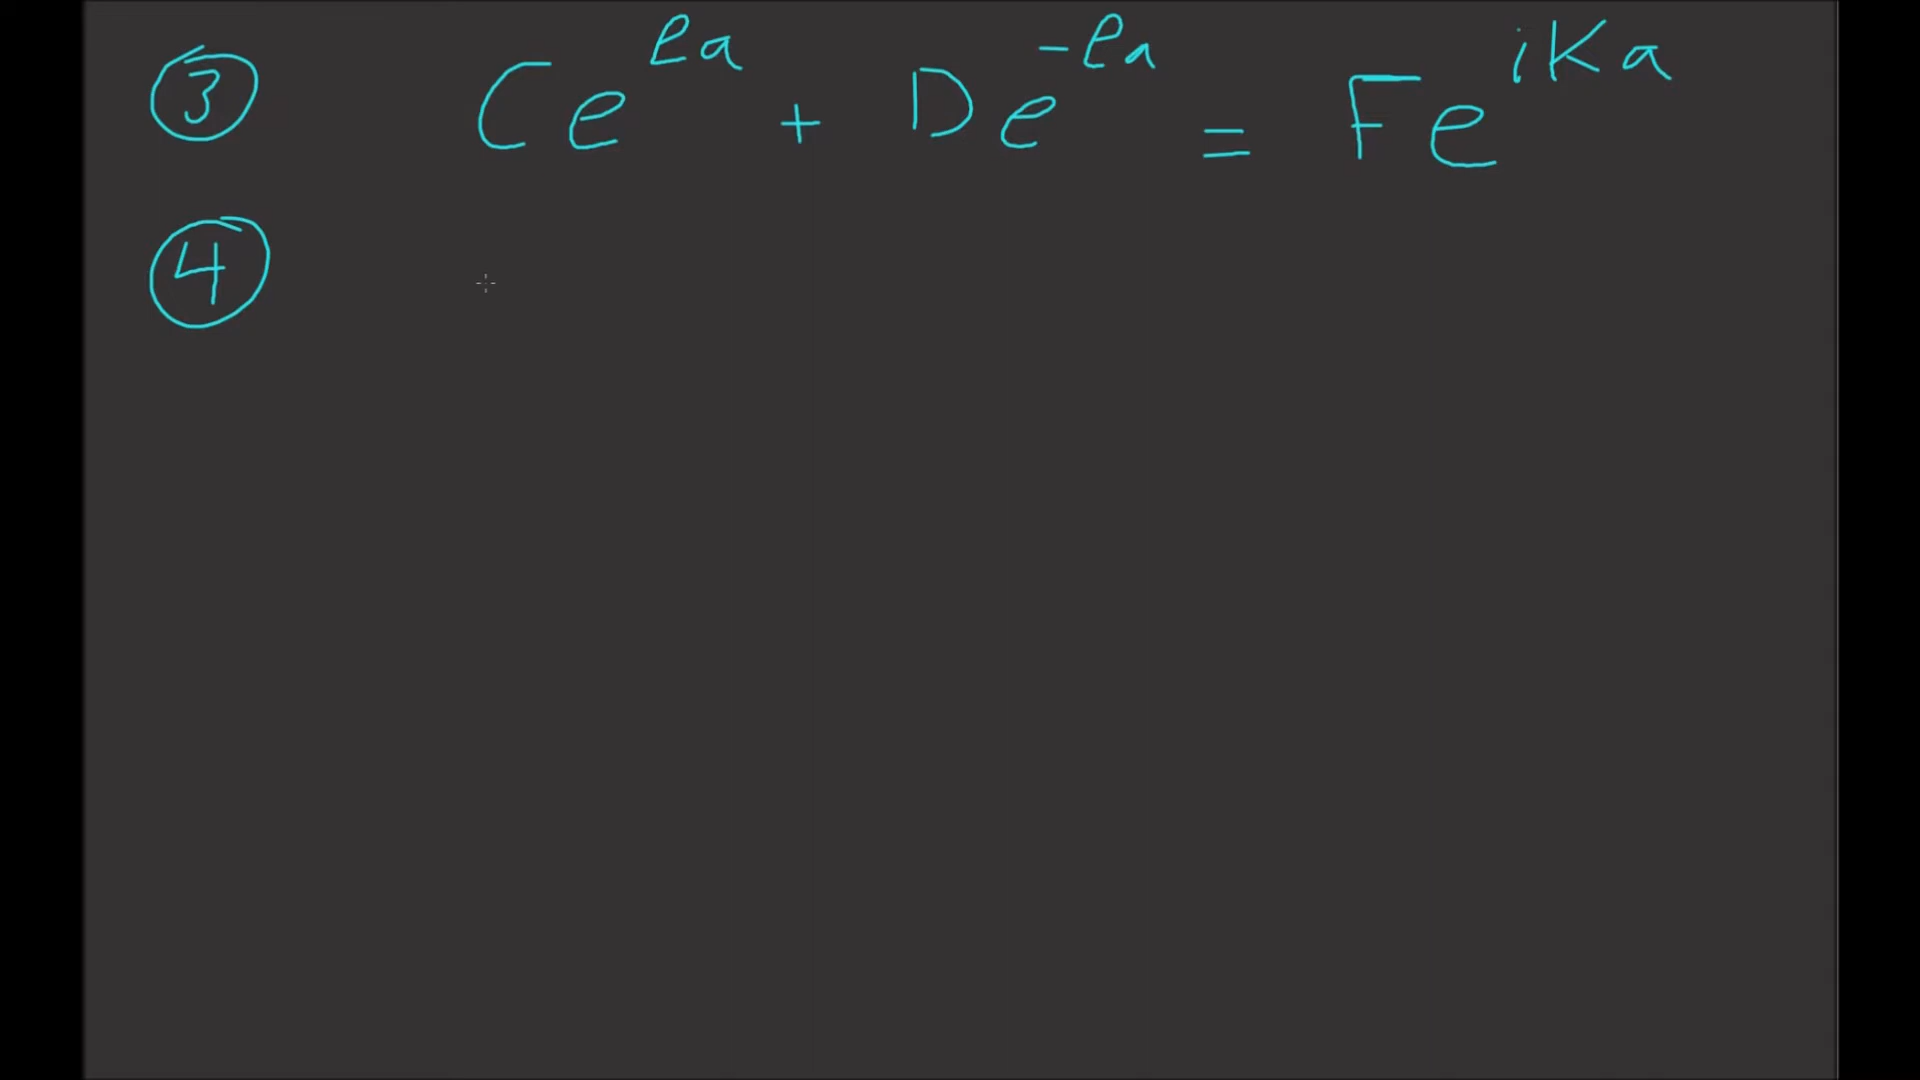 ③ Ce^{la} + De^{-la} = Fe^{iKa}
④